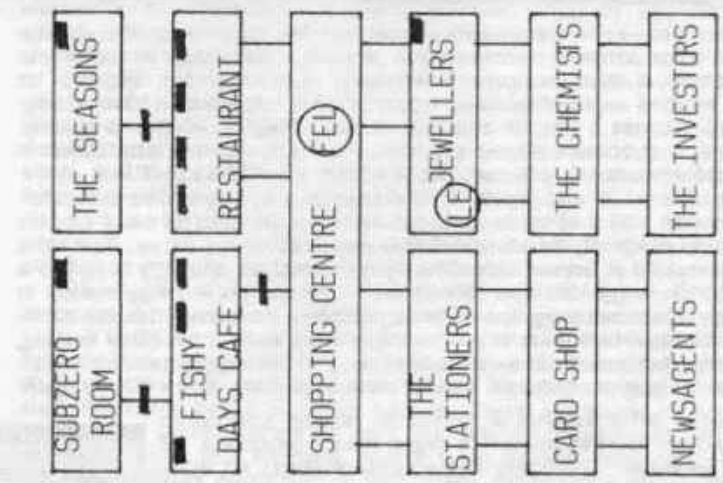 SUBZERO
ROOM
THE SEASONS
FISHY
DAYS CAFE
RESTAURANT
SHOPPING CENTRE
FEL
THE
STATIONERS
JEWELLERS
LE
CARD SHOP
THE CHEMISTS
NEWSAGENTS
THE INVESTORS